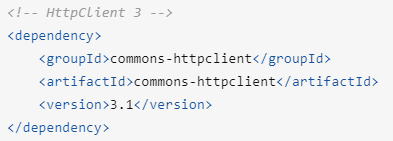 <!-- HttpClient 3 -->
<dependency>
    <groupId>commons-httpclient</groupId>
    <artifactId>commons-httpclient</artifactId>
    <version>3.1</version>
</dependency>